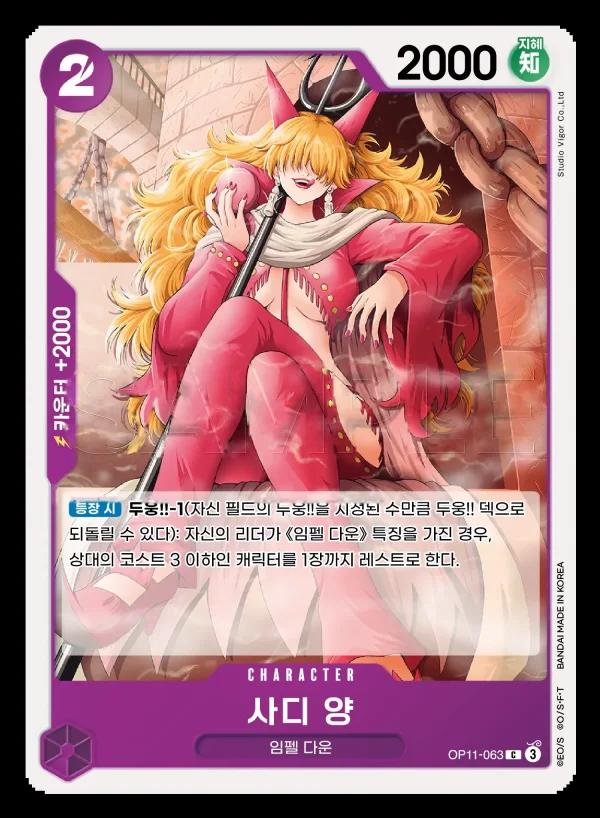 2
2000
지혜
知
Studio Vigor Co.,Ltd
카운터 +2000
SAMPLE
등장 시 두웅!!-1(자신 필드의 두웅!!을 지정된 수만큼 두웅!! 덱으로
되돌릴 수 있다): 자신의 리더가 《임펠 다운》 특징을 가진 경우,
상대의 코스트 3 이하인 캐릭터를 1장까지 레스트로 한다.
CHARACTER
사디 양
임펠 다운
OP11-063 C 3
©E.O/S ©O/S·F·T BANDAI MADE IN KOREA